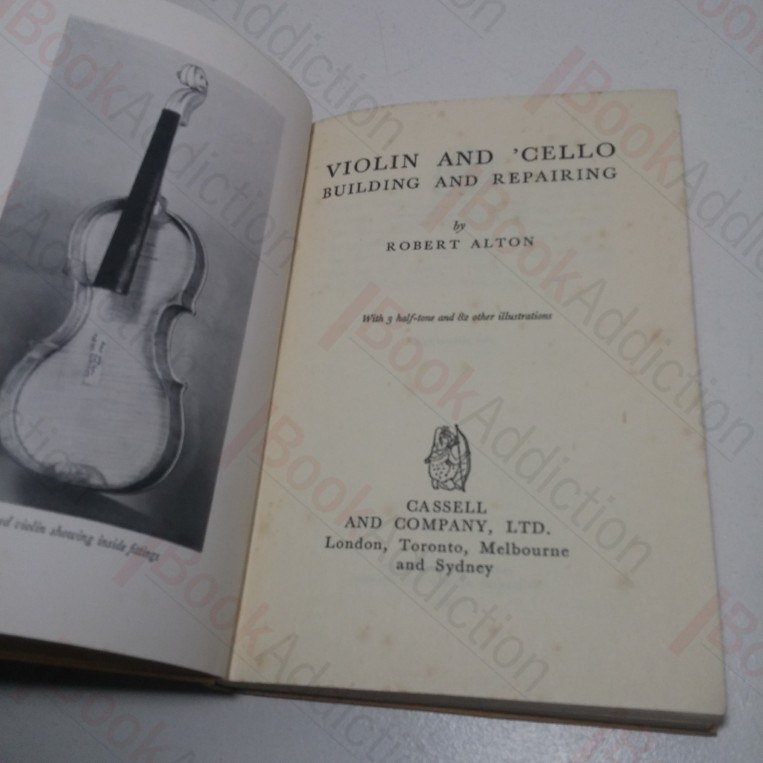 ed violin showing inside fittings
VIOLIN AND 'CELLO
BUILDING AND REPAIRING
by
ROBERT ALTON
With 3 half-tone and 82 other illustrations
CASSELL
AND COMPANY, LTD.
London, Toronto, Melbourne
and Sydney
BookAddiction